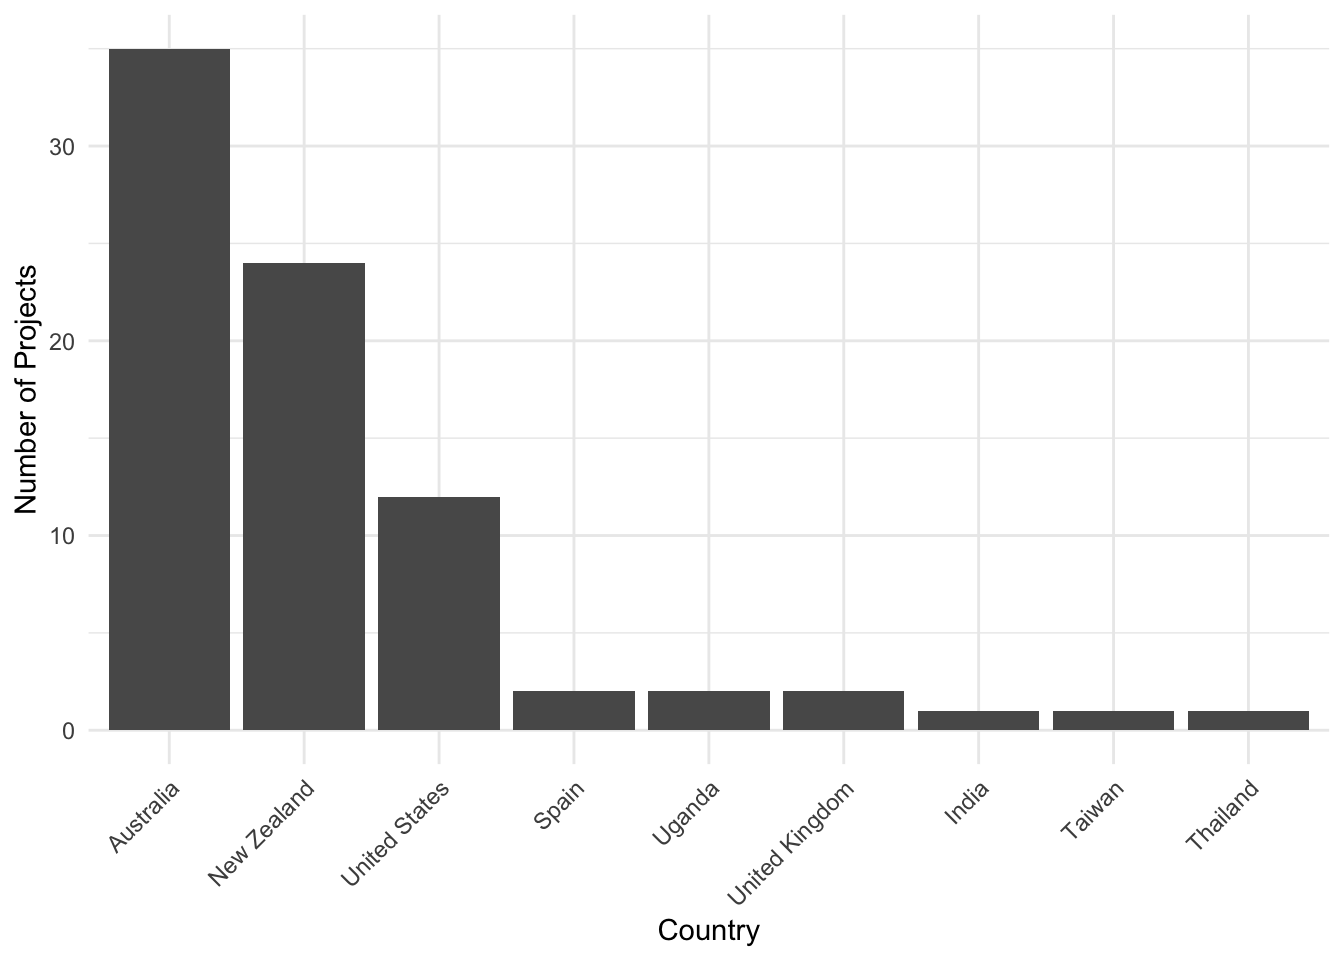 Number of Projects
30
20
10
0
Australia
New Zealand
United States
Spain
Uganda
United Kingdom
India
Taiwan
Thailand
Country